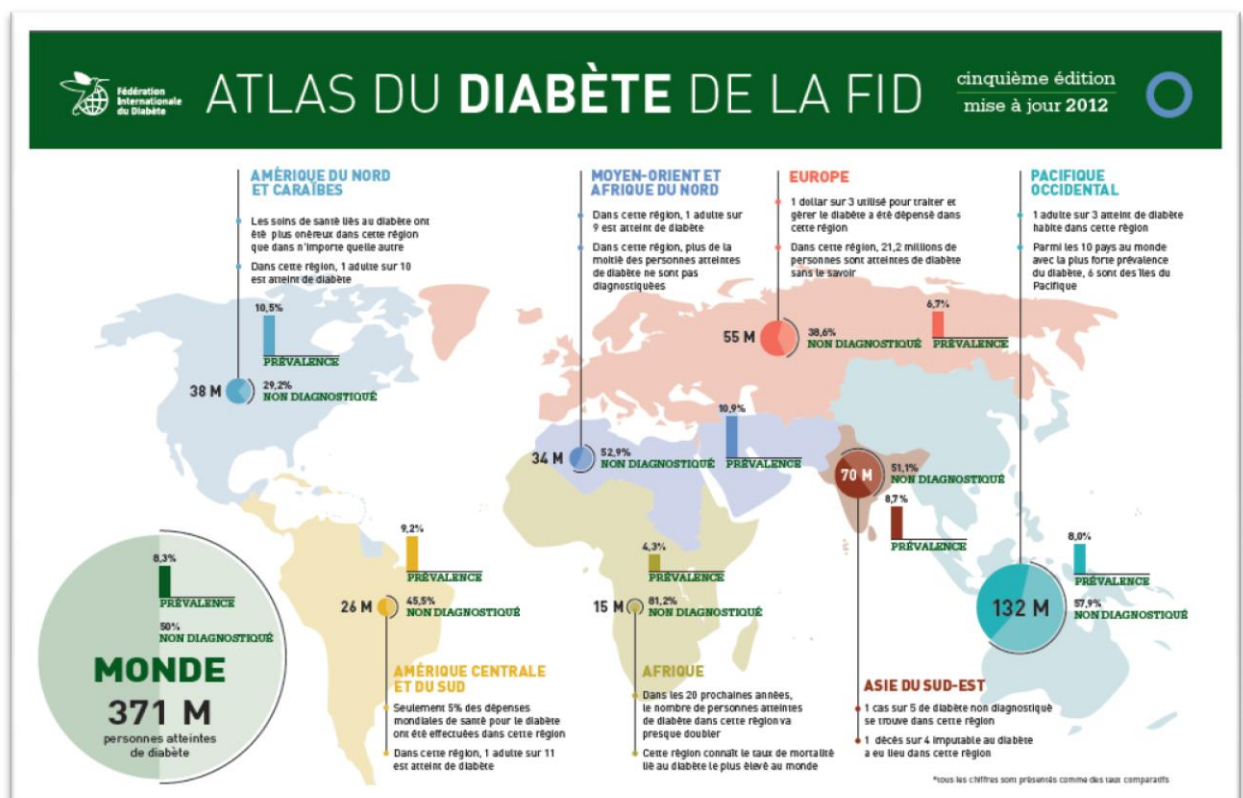 Fédération
Internationale
du Diabète
ATLAS DU DIABÈTE DE LA FID
cinquième édition
mise à jour 2012
AMÉRIQUE DU NORD
ET CARAÏBES
Les soins de santé liés au diabète ont
été plus onéreux dans cette région
que dans n'importe quelle autre
Dans cette région, 1 adulte sur 10
est atteint de diabète
10,5%
PRÉVALENCE
38 M
29,2%
NON DIAGNOSTIQUÉ
MOYEN-ORIENT ET
AFRIQUE DU NORD
Dans cette région, 1 adulte sur
9 est atteint de diabète
Dans cette région, plus de la
moitié des personnes atteintes
de diabète ne sont pas
diagnostiquées
10,9%
34 M
52,9%
NON DIAGNOSTIQUÉ
PRÉVALENCE
EUROPE
1 dollar sur 3 utilisé pour traiter et
gérer le diabète a été dépensé dans
cette région
Dans cette région, 21,2 millions de
personnes sont atteintes de diabète
sans le savoir
6,7%
55 M
38,6%
NON DIAGNOSTIQUÉ
PRÉVALENCE
PACIFIQUE
OCCIDENTAL
1 adulte sur 3 atteint de diabète
habite dans cette région
Parmi les 10 pays au monde
avec la plus forte prévalence
du diabète, 6 sont des îles du
Pacifique
8,0%
PRÉVALENCE
132 M
57,9%
NON DIAGNOSTIQUÉ
70 M
51,1%
NON DIAGNOSTIQUÉ
8,7%
PRÉVALENCE
ASIE DU SUD-EST
1 cas sur 5 de diabète non diagnostiqué
se trouve dans cette région
1 décès sur 4 imputable au diabète
a eu lieu dans cette région
8,3%
PRÉVALENCE
50%
NON DIAGNOSTIQUÉ
MONDE
371 M
personnes atteintes
de diabète
9,2%
PRÉVALENCE
26 M
45,5%
NON DIAGNOSTIQUÉ
AMÉRIQUE CENTRALE
ET DU SUD
Seulement 5% des dépenses
mondiales de santé pour le diabète
ont été effectuées dans cette région
Dans cette région, 1 adulte sur 11
est atteint de diabète
4,3%
PRÉVALENCE
15 M
81,2%
NON DIAGNOSTIQUÉ
AFRIQUE
Dans les 20 prochaines années,
le nombre de personnes atteintes
de diabète dans cette région va
presque doubler
Cette région connaît le taux de mortalité
lié au diabète le plus élevé au monde
*tous les chiffres sont présentés comme des taux comparatifs